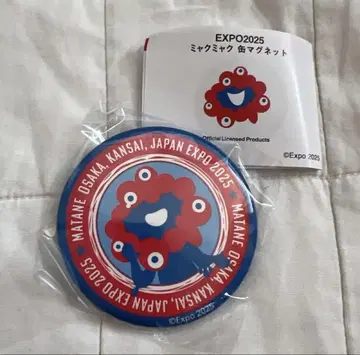 EXPO2025
ミャクミャク 缶マグネット
Official Licensed Products
©Expo 2025
MATANE OSAKA, KANSAI, JAPAN EXPO 2025 ★
MATANE OSAKA, KANSAI, JAPAN EXPO 2025 ★
©Expo 2025